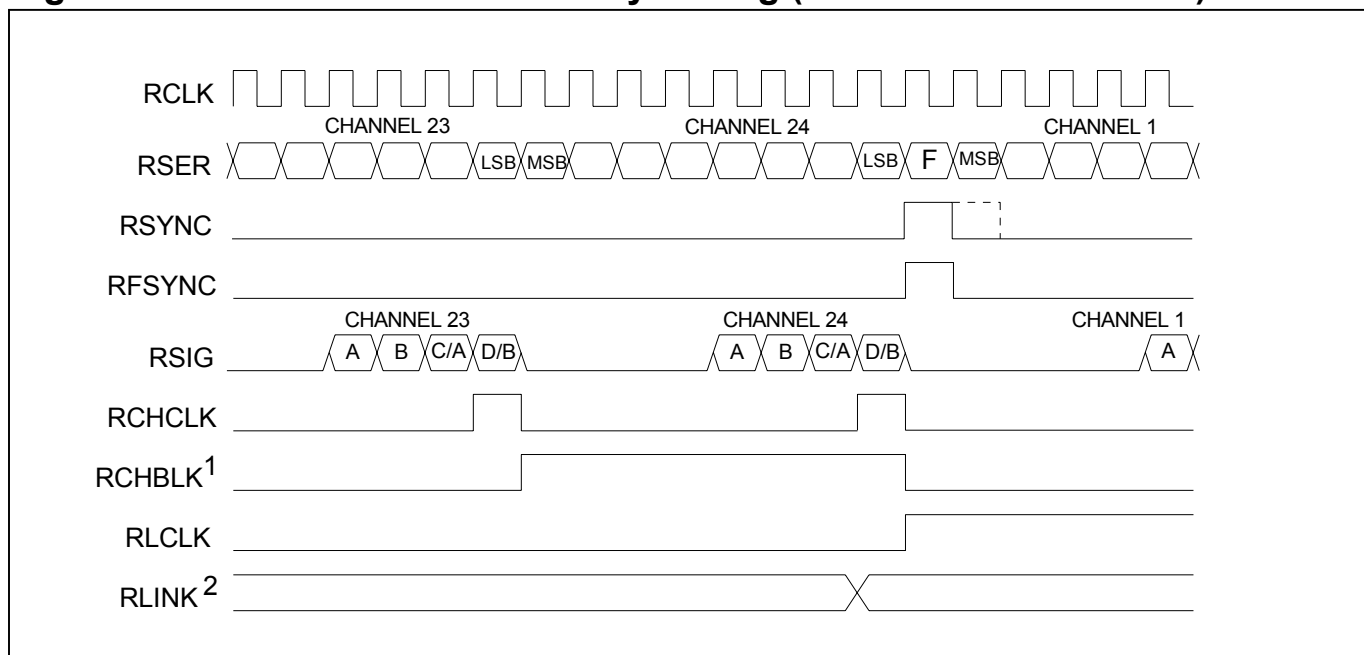 RCLK
CHANNEL 23 CHANNEL 24 CHANNEL 1
RSER LSB MSB LSB F MSB
RSYNC
RFSYNC
CHANNEL 23 CHANNEL 24 CHANNEL 1
RSIG A B C/A D/B A B C/A D/B A
RCHCLK
RCHBLK1
RLCLK
RLINK2